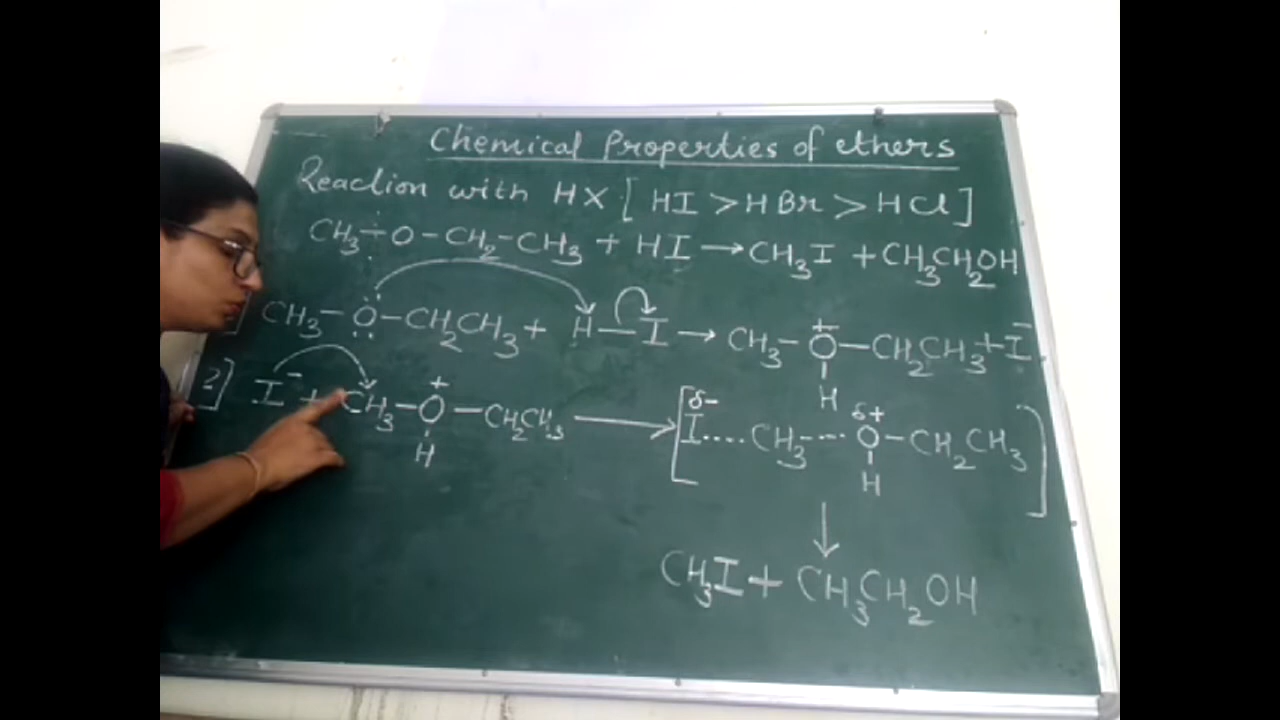 Chemical Properties of ethers
Reaction with HX [HI > HBr > HCl]
CH₃–O–CH₂–CH₃ + HI → CH₃I + CH₃CH₂OH
] CH₃–O–CH₂CH₃ + H–I → CH₃–O⁺–CH₂CH₃ + I⁻
H
2] I⁻ + CH₃–O⁺–CH₂CH₃ → [I....CH₃----O–CH₂CH₃]
δ- δ+
H H
↓
CH₃I + CH₃CH₂OH